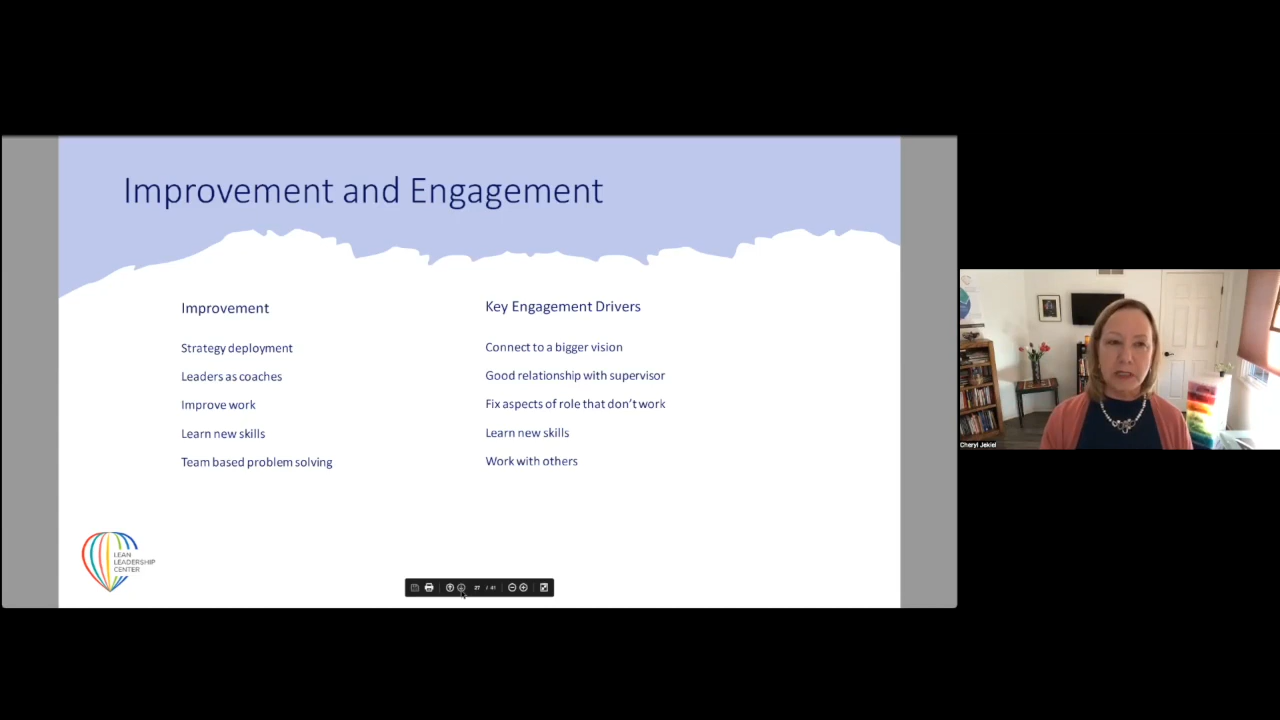 Improvement and Engagement
Improvement
Strategy deployment
Leaders as coaches
Improve work
Learn new skills
Team based problem solving
Key Engagement Drivers
Connect to a bigger vision
Good relationship with supervisor
Fix aspects of role that don't work
Learn new skills
Work with others
LEAN
LEADERSHIP
CENTER
27 / 41
Cheryl Jekiel